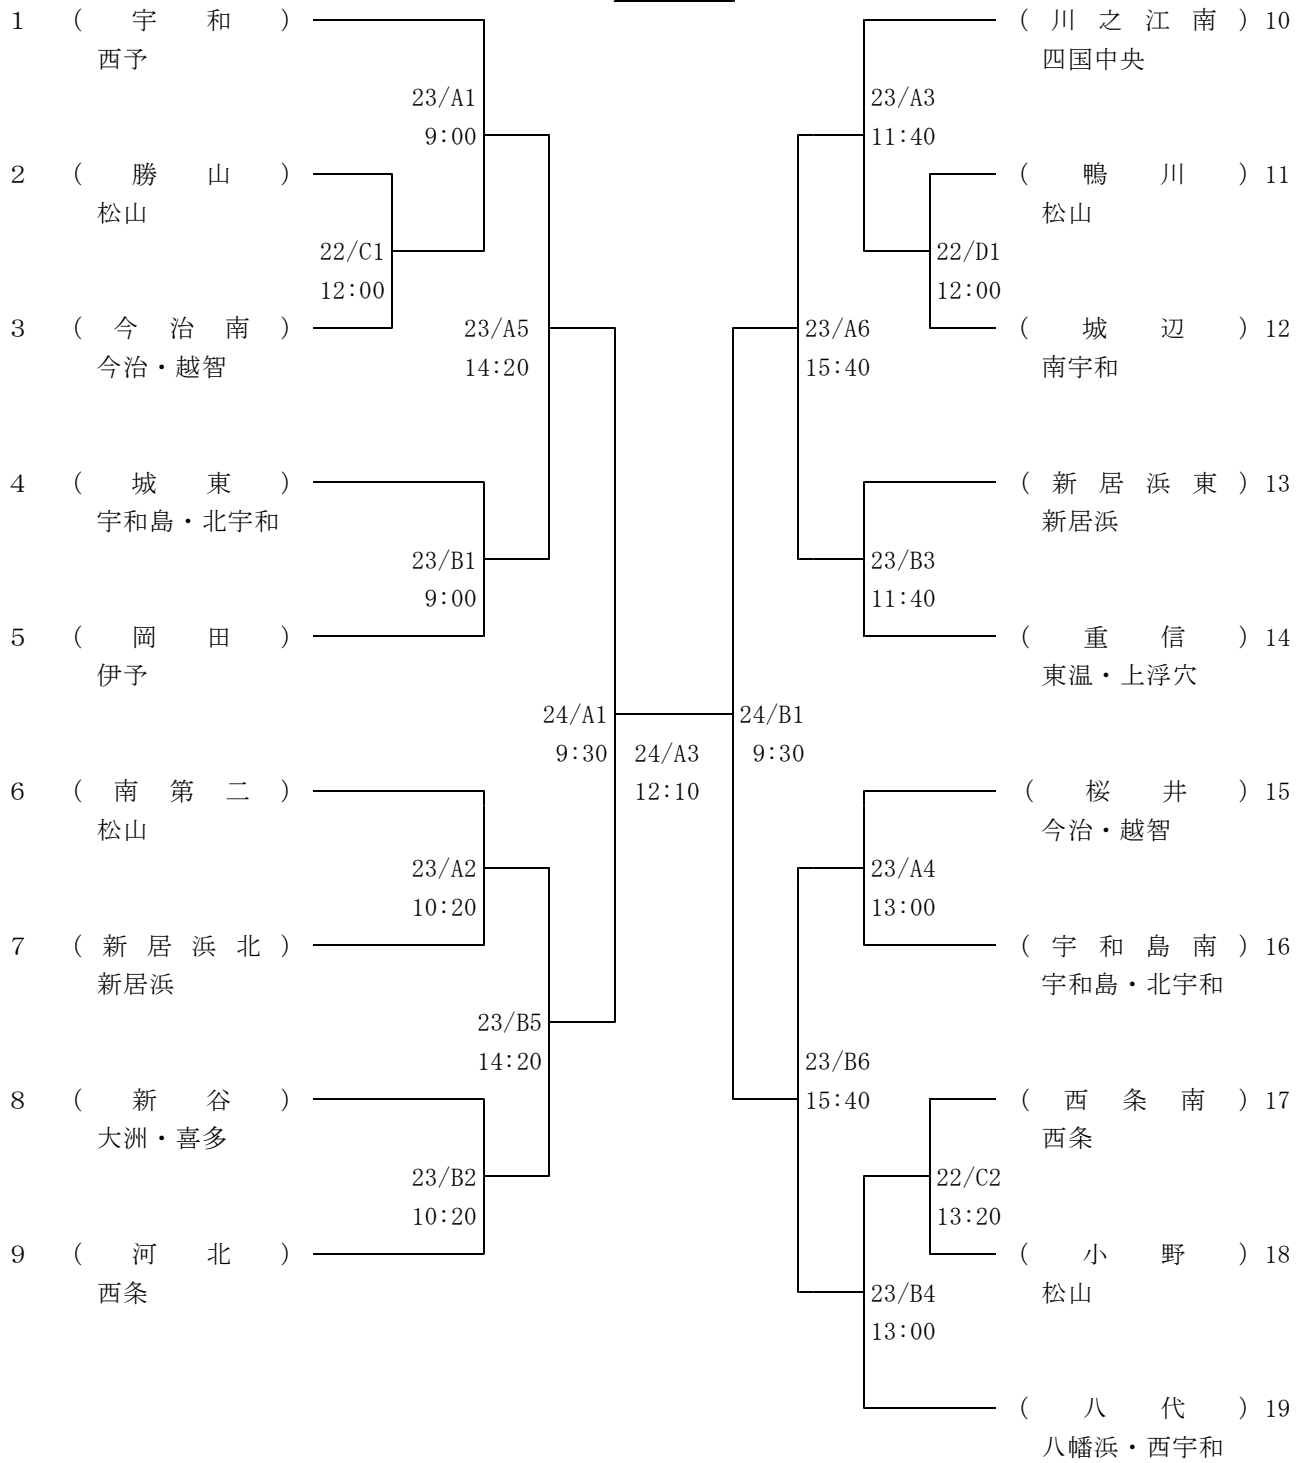 1 （ 宇 和 ）
西予
23/A1
9:00
2 （ 勝 山 ）
松山
22/C1
12:00
3 （ 今 治 南 ）
今治・越智
23/A5
14:20
4 （ 城 東 ）
宇和島・北宇和
23/B1
9:00
5 （ 岡 田 ）
伊予
24/A1
9:30
24/A3
12:10
6 （ 南 第 二 ）
松山
23/A2
10:20
7 （ 新 居 浜 北 ）
新居浜
23/B5
14:20
8 （ 新 谷 ）
大洲・喜多
23/B2
10:20
9 （ 河 北 ）
西条
（ 川 之 江 南 ） 10
四国中央
23/A3
11:40
（ 鴨 川 ） 11
松山
22/D1
12:00
（ 城 辺 ） 12
南宇和
23/A6
15:40
（ 新 居 浜 東 ） 13
新居浜
23/B3
11:40
（ 重 信 ） 14
東温・上浮穴
24/B1
9:30
（ 桜 井 ） 15
今治・越智
23/A4
13:00
（ 宇 和 島 南 ） 16
宇和島・北宇和
23/B6
15:40
（ 西 条 南 ） 17
西条
22/C2
13:20
（ 小 野 ） 18
松山
23/B4
13:00
（ 八 代 ） 19
八幡浜・西宇和